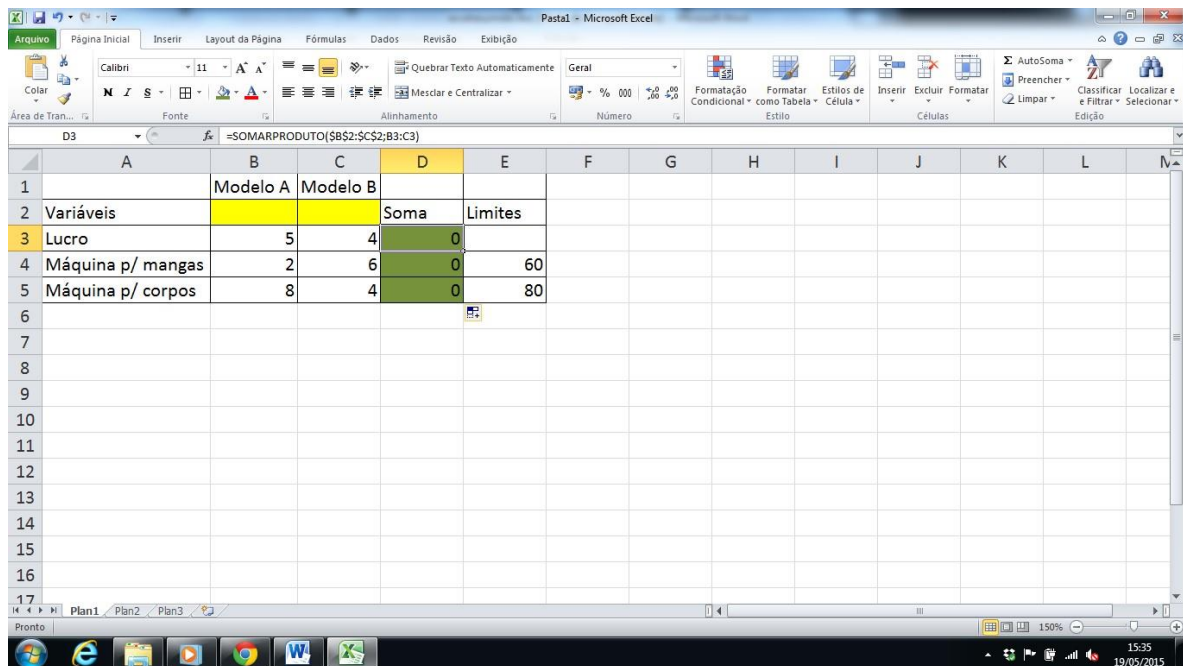 Pasta1 - Microsoft Excel
Arquivo Página Inicial Inserir Layout da Página Fórmulas Dados Revisão Exibição
Calibri 11 A A Quebrar Texto Automaticamente Geral
Colar N I S A Mesclar e Centralizar % 000
Formatação Condicional
Formatar como Tabela
Estilos de Célula
Inserir Excluir Formatar
Σ AutoSoma
Preencher
Limpar
Classificar e Filtrar
Localizar e Selecionar
Área de Tran... Fonte Alinhamento Número Estilo Células Edição
D3 fx =SOMARPRODUTO($B$2:$C$2;B3:C3)
A B C D E F G H I J K L M
1 Modelo A Modelo B
2 Variáveis Soma Limites
3 Lucro 5 4 0
4 Máquina p/ mangas 2 6 0 60
5 Máquina p/ corpos 8 4 0 80
6
7
8
9
10
11
12
13
14
15
16
17
Plan1 Plan2 Plan3
Pronto 150%
15:35
19/05/2015